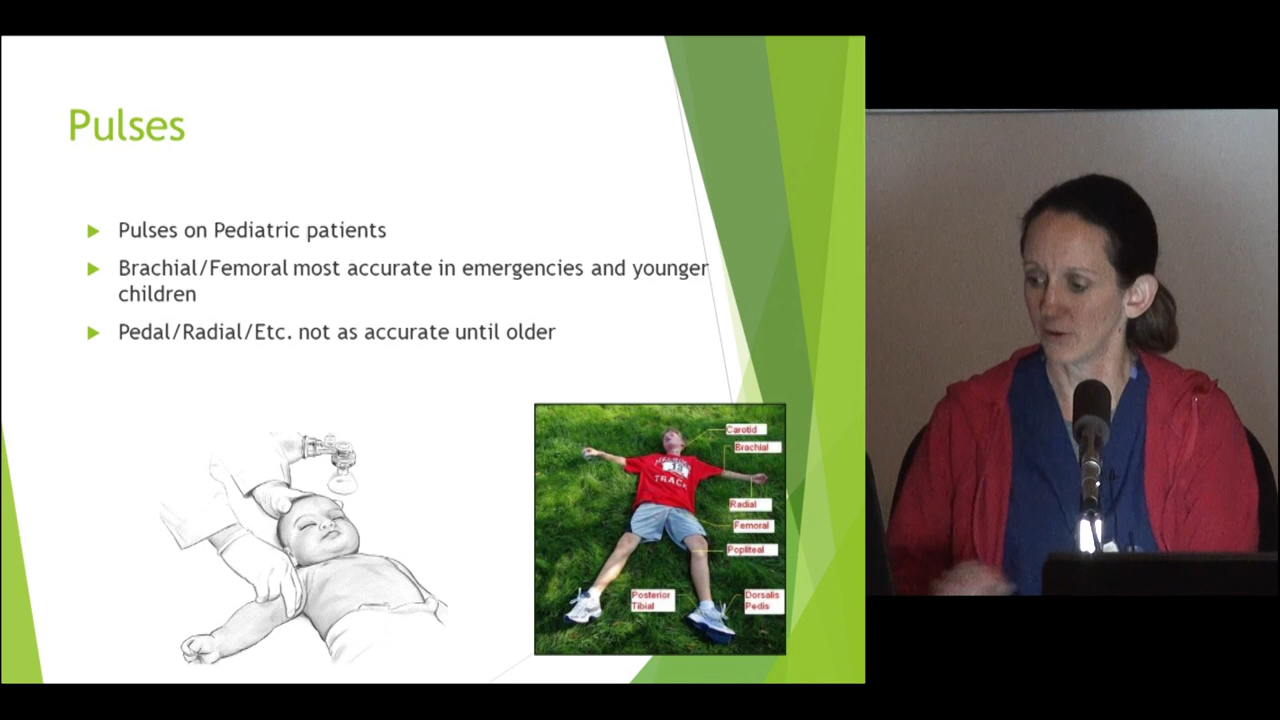 Pulses
Pulses on Pediatric patients
Brachial/Femoral most accurate in emergencies and younger
children
Pedal/Radial/Etc. not as accurate until older
Carotid
Brachial
TRACK
Radial
Femoral
Popliteal
Posterior
Tibial
Dorsalis
Pedis